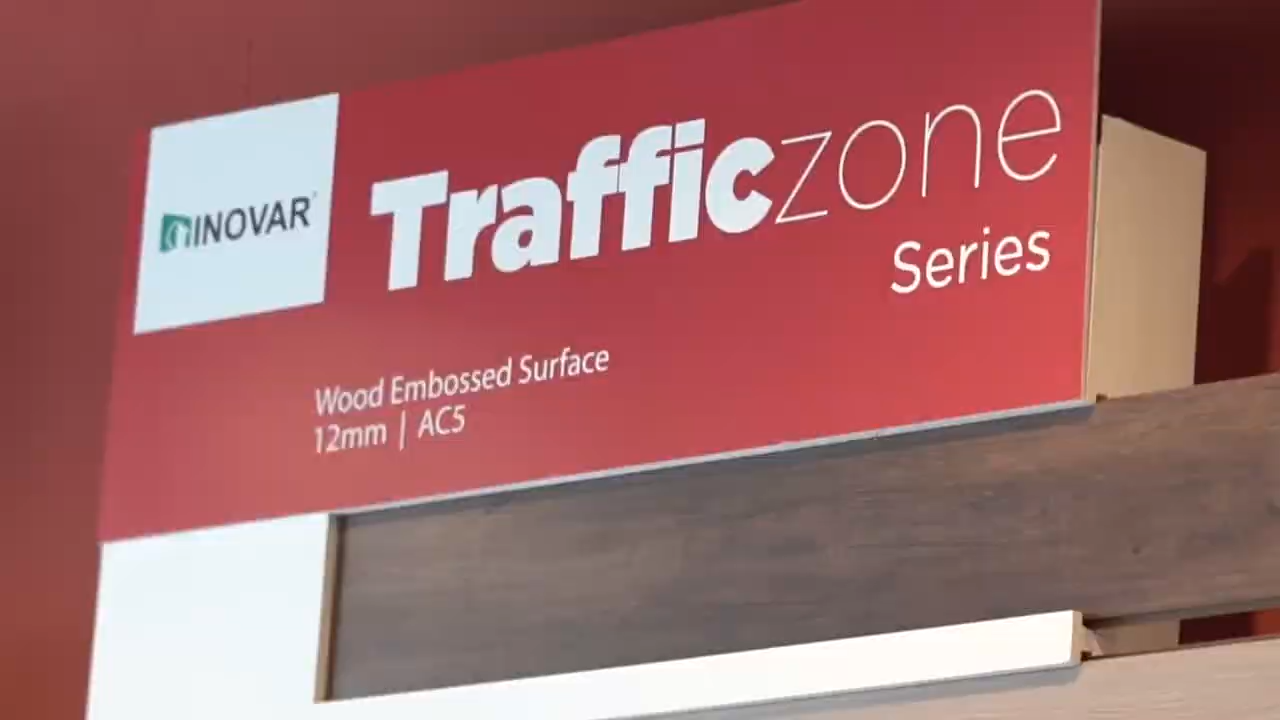 INOVAR
Trafficzone
Series
Wood Embossed Surface
12mm | AC5